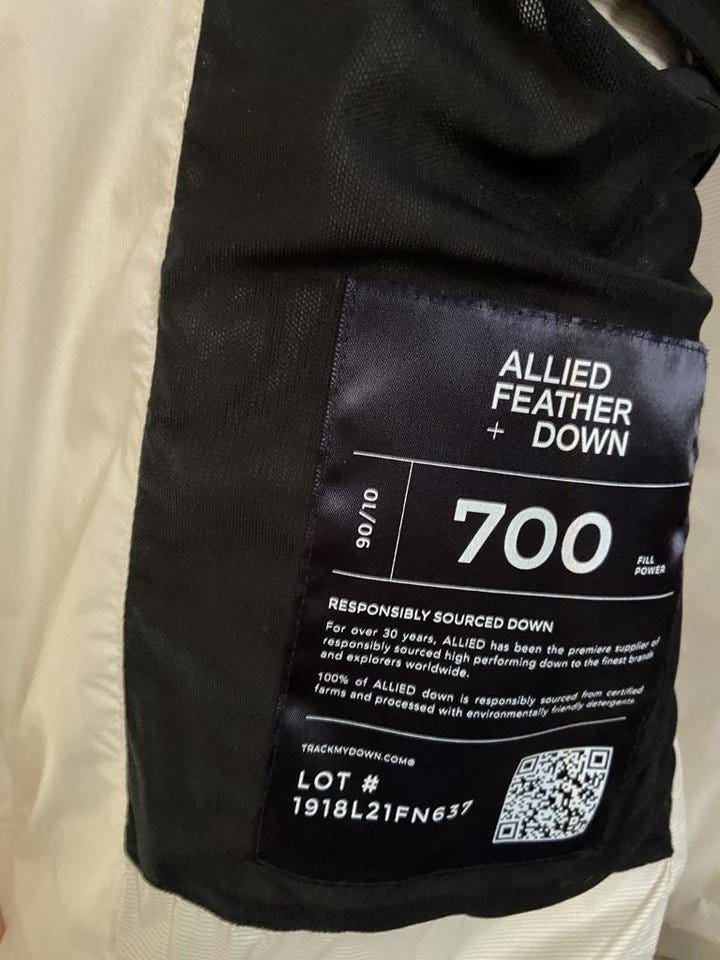 ALLIED
FEATHER
+ DOWN
90/10
700
FILL
POWER
RESPONSIBLY SOURCED DOWN
For over 30 years, ALLIED has been the premiere supplier of
responsibly sourced high performing down to the finest brands
and explorers worldwide.
100% of ALLIED down is responsibly sourced from certified
farms and processed with environmentally friendly detergents.
TRACKMYDOWN.COM®
LOT #
1918L21FN637